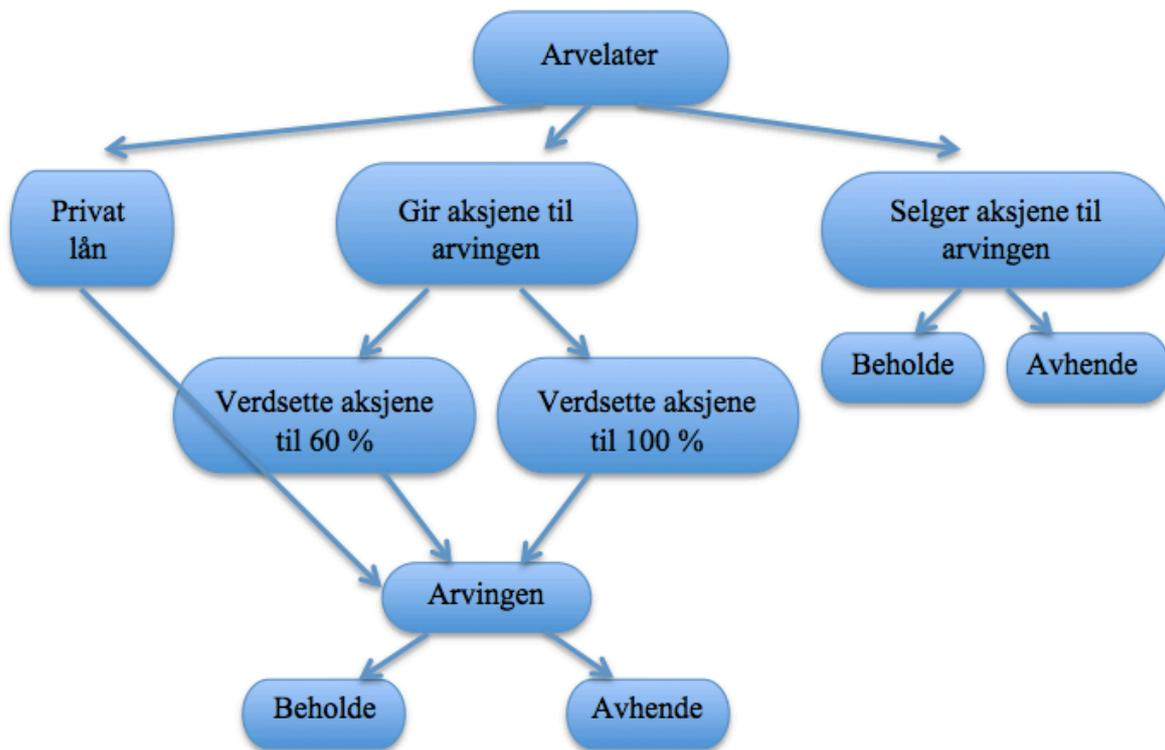 Arvelater
Privat
lån
Gir aksjene til
arvingen
Selger aksjene til
arvingen
Beholde
Avhende
Verdsette aksjene
til 60 %
Verdsette aksjene
til 100 %
Arvingen
Beholde
Avhende